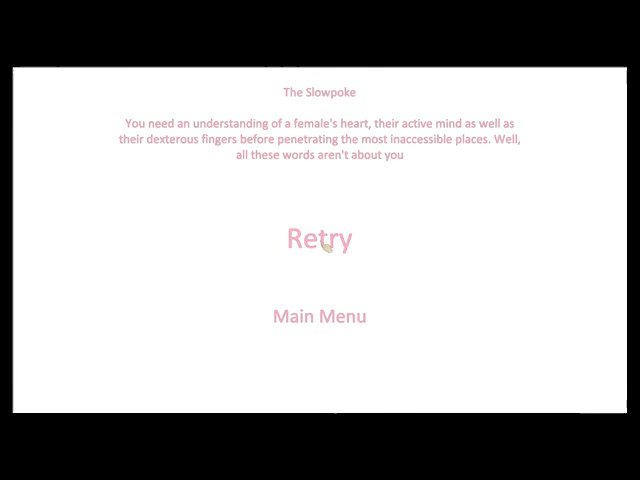 The Slowpoke
You need an understanding of a female's heart, their active mind as well as
their dexterous fingers before penetrating the most inaccessible places. Well,
all these words aren't about you
Retry
Main Menu